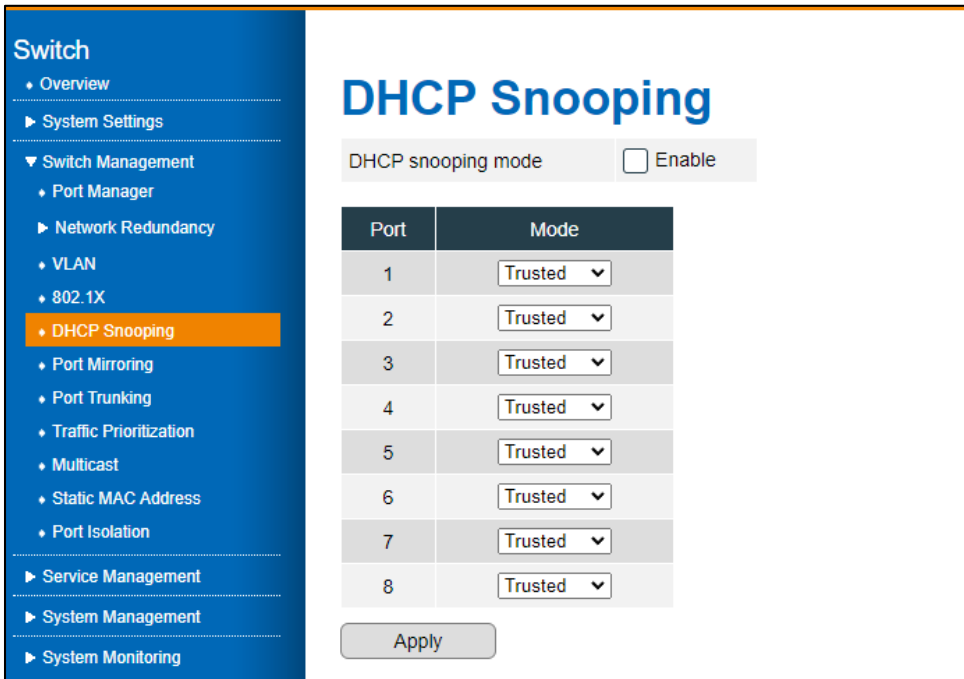 Switch
Overview
System Settings
Switch Management
Port Manager
Network Redundancy
VLAN
802.1X
DHCP Snooping
Port Mirroring
Port Trunking
Traffic Prioritization
Multicast
Static MAC Address
Port Isolation
Service Management
System Management
System Monitoring
DHCP Snooping
DHCP snooping mode Enable
Port Mode
1 Trusted
2 Trusted
3 Trusted
4 Trusted
5 Trusted
6 Trusted
7 Trusted
8 Trusted
Apply